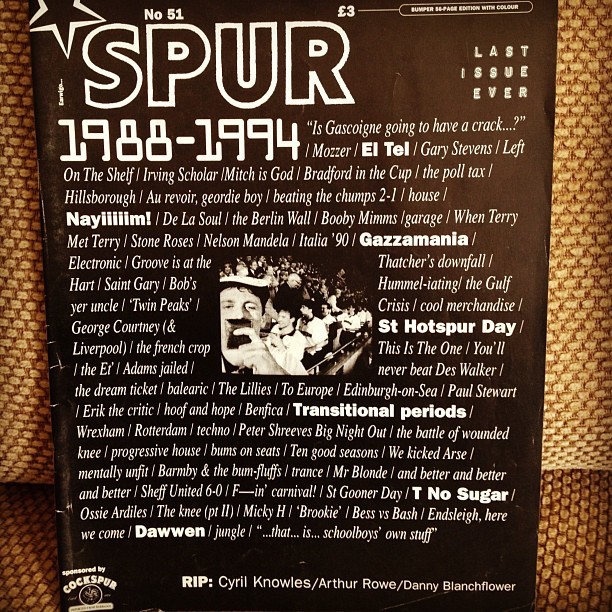 No 51
£3
BUMPER 56-PAGE EDITION WITH COLOUR
SPUR
LAST
ISSUE
EVER
1988-1994
"Is Gascoigne going to have a crack....?"
/ Mozzer / El Tel / Gary Stevens / Left
On The Shelf / Irving Scholar /Mitch is God / Bradford in the Cup / the poll tax /
Hillsborough / Au revoir, geordie boy / beating the chumps 2-1 / house /
Nayiiiiim! / De La Soul / the Berlin Wall / Booby Mimms /garage / When Terry
Met Terry / Stone Roses / Nelson Mandela / Italia '90 / Gazzamania /
Electronic / Groove is at the
Hart / Saint Gary / Bob's
yer uncle / 'Twin Peaks' /
George Courtney (&
Liverpool) / the french crop
/ the Et' / Adams jailed /
Thatcher's downfall /
Hummel-iating/ the Gulf
Crisis / cool merchandise /
St Hotspur Day /
This Is The One / You'll
never beat Des Walker /
the dream ticket / balearic / The Lillies / To Europe / Edinburgh-on-Sea / Paul Stewart
/ Erik the critic / hoof and hope / Benfica / Transitional periods /
Wrexham / Rotterdam / techno / Peter Shreeves Big Night Out / the battle of wounded
knee / progressive house / bums on seats / Ten good seasons / We kicked Arse /
mentally unfit / Barmby & the bum-fluffs / trance / Mr Blonde / and better and better
and better / Sheff United 6-0 / F—in' carnival! / St Gooner Day / T No Sugar /
Ossie Ardiles / The knee (pt II) / Micky H / 'Brookie' / Bess vs Bash / Endsleigh, here
we come / Dawwen / jungle / "...that... is... schoolboys' own stuff"
sponsored by
COCKSPUR
RIP: Cyril Knowles/Arthur Rowe/Danny Blanchflower